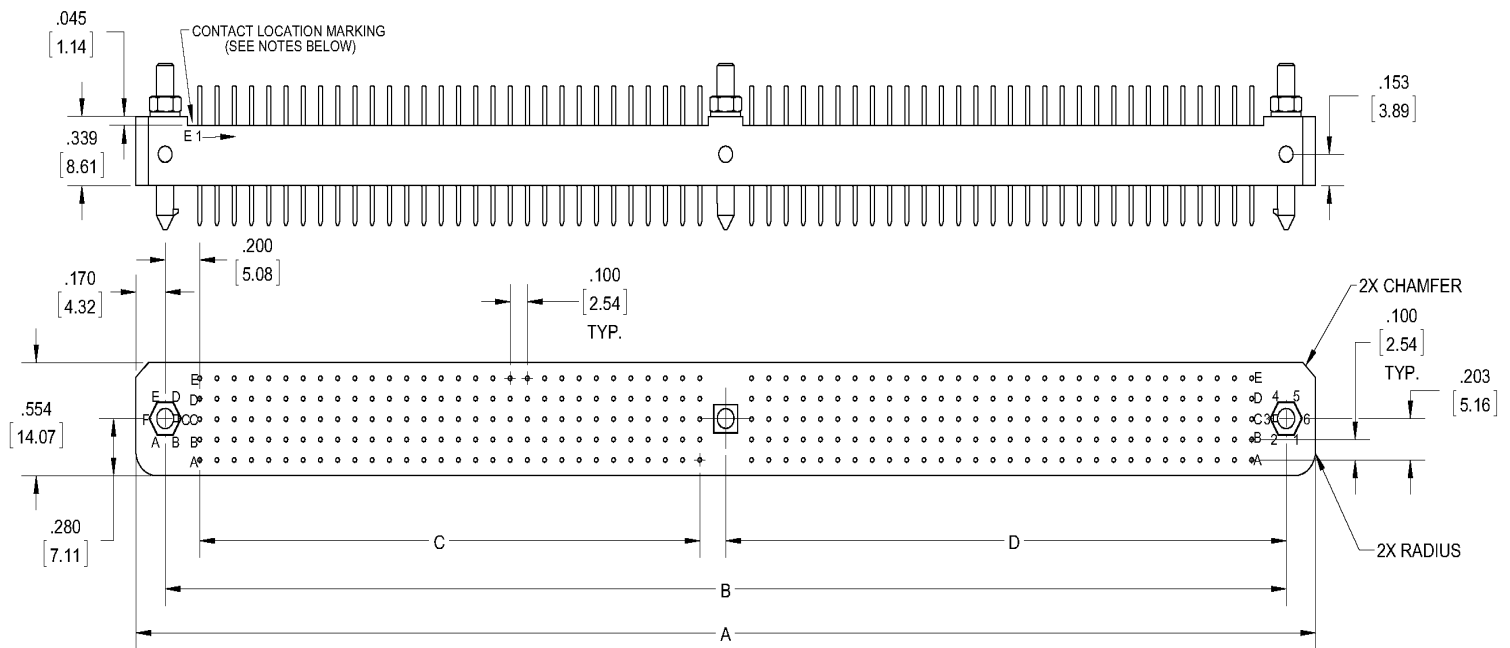 .045
[1.14]
CONTACT LOCATION MARKING
(SEE NOTES BELOW)
.153
[3.89]
.339
[8.61]
E 1
.200
[5.08]
.170
[4.32]
.100
[2.54]
TYP.
2X CHAMFER
.100
[2.54]
TYP.
.203
[5.16]
.554
[14.07]
E
D
C
B
A
E D
F C
A B
E
D
C
B
A
4 5
3 6
2 1
.280
[7.11]
C
D
2X RADIUS
B
A